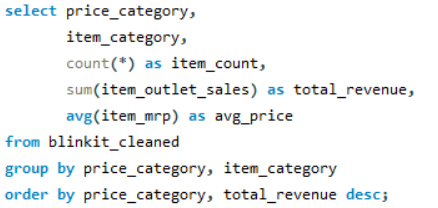 select price_category,
item_category,
count(*) as item_count,
sum(item_outlet_sales) as total_revenue,
avg(item_mrp) as avg_price
from blinkit_cleaned
group by price_category, item_category
order by price_category, total_revenue desc;